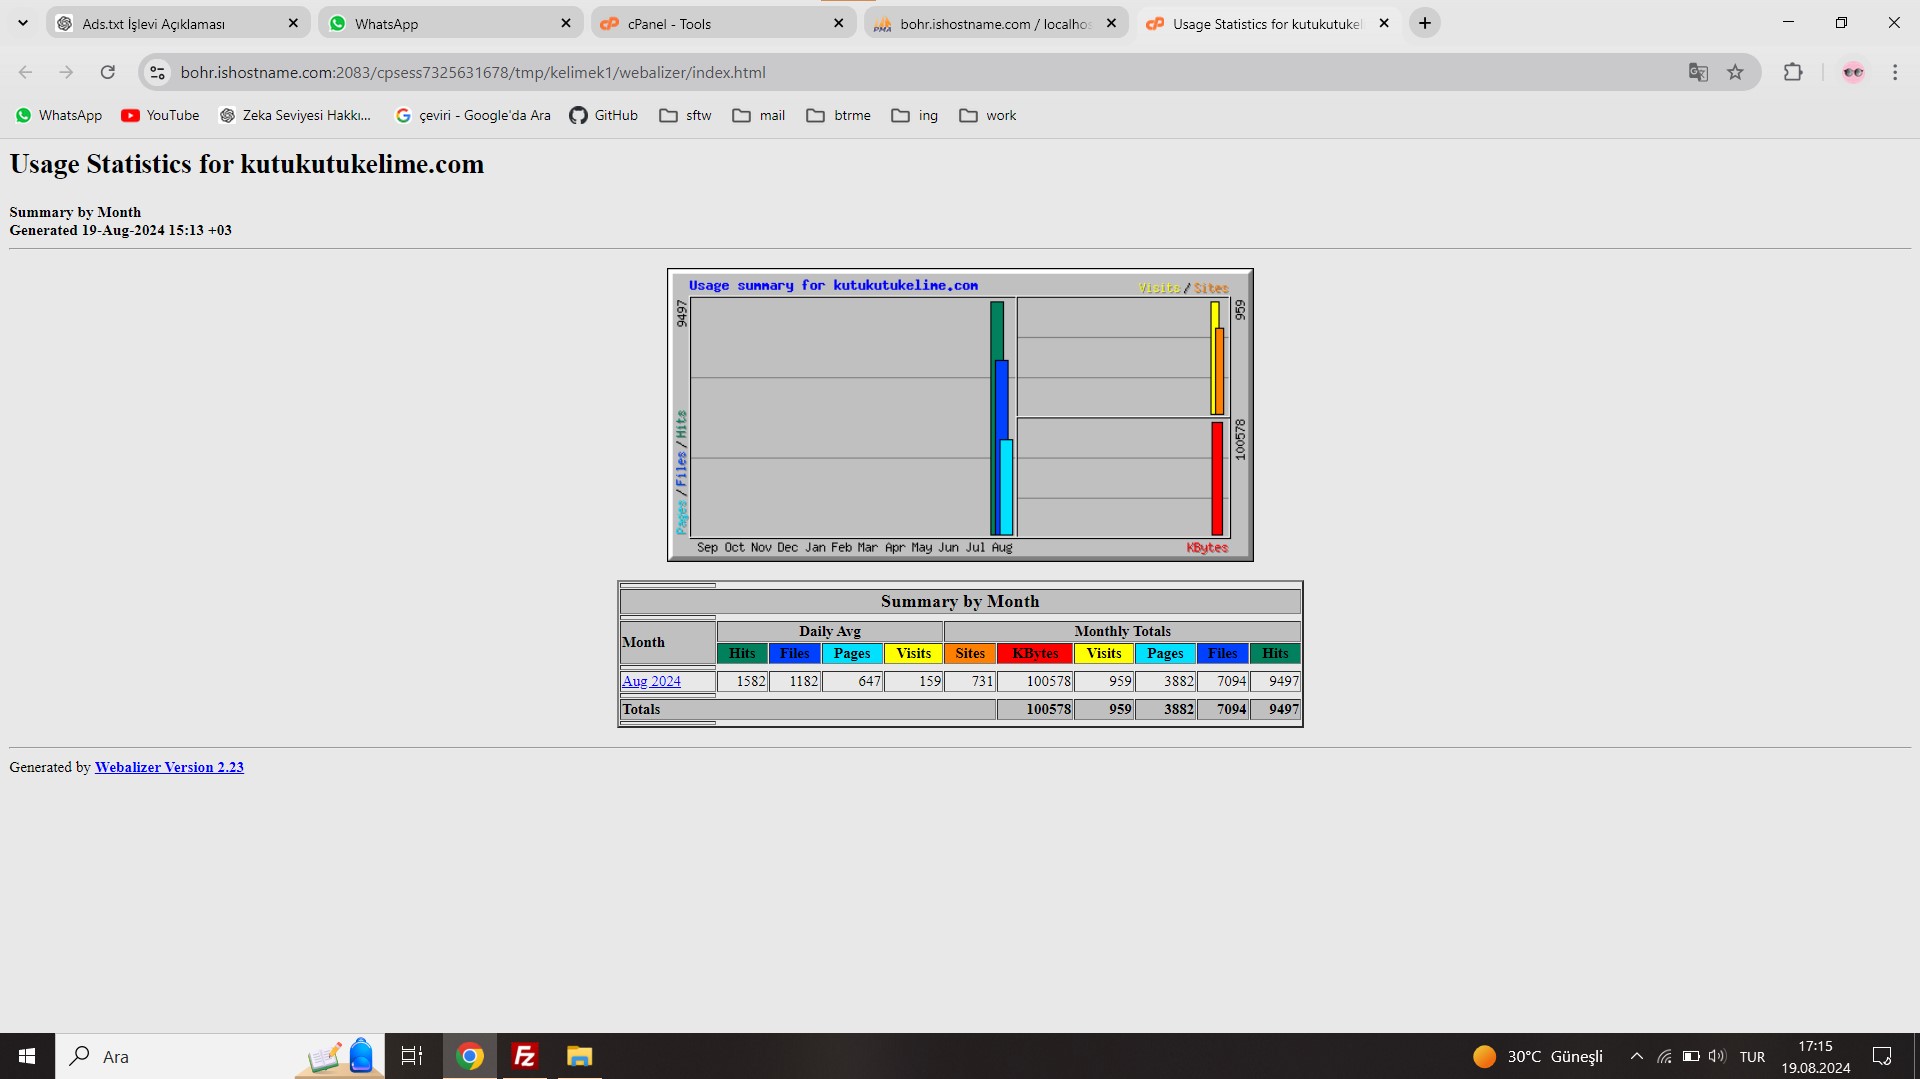 Ads.txt İşlevi Açıklaması
WhatsApp
cPanel - Tools
bohr.ishostname.com / localhos
Usage Statistics for kutukutukel
bohr.ishostname.com:2083/cpsess7325631678/tmp/kelimek1/webalizer/index.html
WhatsApp YouTube Zeka Seviyesi Hakkı... çeviri - Google'da Ara GitHub sftw mail btrme ing work
Usage Statistics for kutukutukelime.com
Summary by Month
Generated 19-Aug-2024 15:13 +03
Usage summary for kutukutukelime.com
Visits / Sites
9497
959
Pages / Files / Hits
100578
Sep Oct Nov Dec Jan Feb Mar Apr May Jun Jul Aug
KBytes
Summary by Month
Month Daily Avg Monthly Totals
Hits Files Pages Visits Sites KBytes Visits Pages Files Hits
Aug 2024 1582 1182 647 159 731 100578 959 3882 7094 9497
Totals 100578 959 3882 7094 9497
Generated by Webalizer Version 2.23
Ara
30°C Güneşli
TUR
17:15
19.08.2024